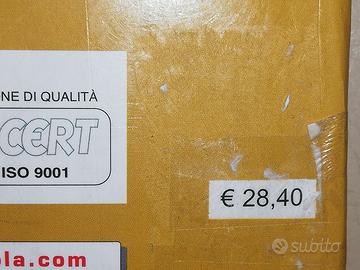 NE DI QUALITÀ
CERT
ISO 9001
€ 28,40
ola.com
subito